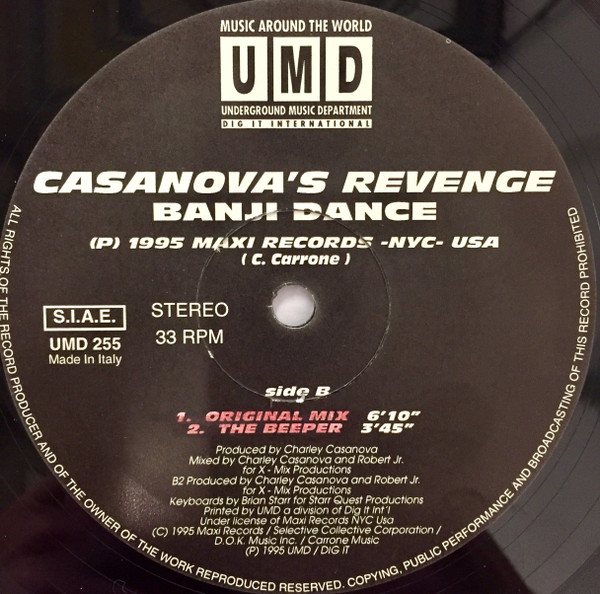 MUSIC AROUND THE WORLD
UMD
UNDERGROUND MUSIC DEPARTMENT
DIG IT INTERNATIONAL
CASANOVA'S REVENGE
BANJI DANCE
(P) 1995 MAXI RECORDS -NYC- USA
( C. Carrone )
S.I.A.E.
UMD 255
Made In Italy
STEREO
33 RPM
side B
1. ORIGINAL MIX 6'10"
2. THE BEEPER 3'45"
Produced by Charley Casanova
Mixed by Charley Casanova and Robert Jr.
for X - Mix Productions
B2 Produced by Charley Casanova and Robert Jr.
for X - Mix Productions
Keyboards by Brian Starr for Starr Quest Productions
Printed by UMD a division of Dig It Int'l
Under license of Maxi Records NYC Usa
(C) 1995 Maxi Records / Selective Collective Corporation /
D.O.K. Music Inc. / Carrone Music
(P) 1995 UMD / DIG IT
ALL RIGHTS OF THE RECORD PRODUCER AND OF THE OWNER OF THE WORK REPRODUCED RESERVED. COPYING, PUBLIC PERFORMANCE AND BROADCASTING OF THIS RECORD PROHIBITED